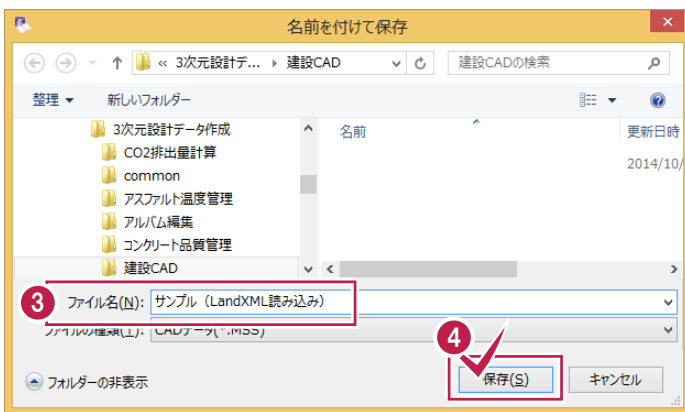 名前を付けて保存
« 3次元設計デ... 建設CAD
建設CADの検索
整理
新しいフォルダー
3次元設計データ作成
CO2排出量計算
common
アスファルト温度管理
アルバム編集
コンクリート品質管理
建設CAD
名前
更新日時
2014/10/
3
ファイル名(N): サンプル（LandXML読み込み）
ファイルの種類(T): CADデータ(*.MSS)
4
フォルダーの非表示
保存(S)
キャンセル